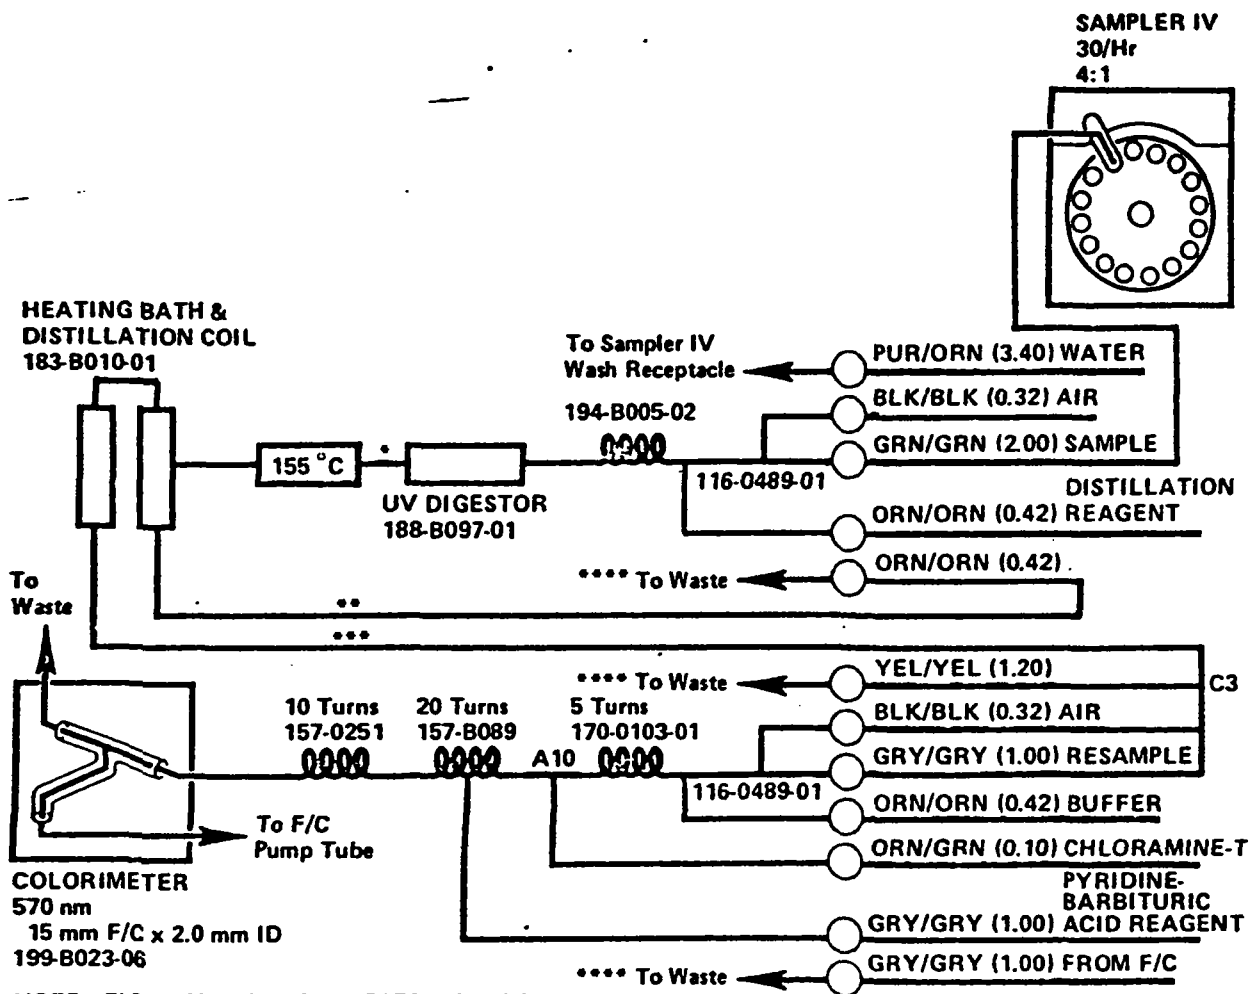 SAMPLER IV
30/Hr
4:1
HEATING BATH &
DISTILLATION COIL
183-B010-01
To Sampler IV
Wash Receptacle
PUR/ORN (3.40) WATER
BLK/BLK (0.32) AIR
194-B005-02
GRN/GRN (2.00) SAMPLE
155 °C
*
116-0489-01
UV DIGESTOR
188-B097-01
DISTILLATION
ORN/ORN (0.42) REAGENT
ORN/ORN (0.42)
**** To Waste
To
Waste
**
***
YEL/YEL (1.20)
**** To Waste
C3
BLK/BLK (0.32) AIR
10 Turns
157-0251
20 Turns
157-B089
5 Turns
170-0103-01
A10
GRY/GRY (1.00) RESAMPLE
116-0489-01
ORN/ORN (0.42) BUFFER
To F/C
Pump Tube
ORN/GRN (0.10) CHLORAMINE-T
COLORIMETER
570 nm
15 mm F/C x 2.0 mm ID
199-B023-06
PYRIDINE-
BARBITURIC
GRY/GRY (1.00) ACID REAGENT
GRY/GRY (1.00) FROM F/C
**** To Waste